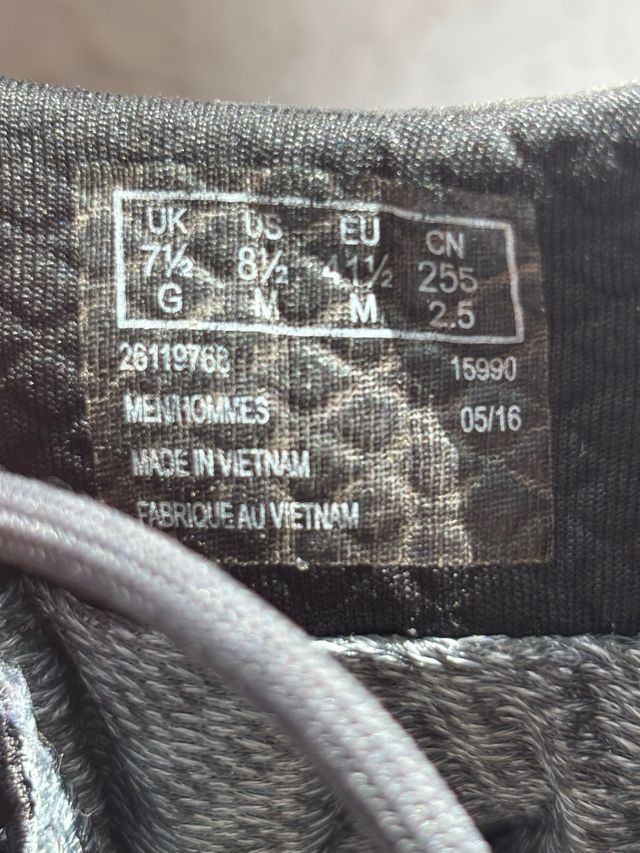 UK US EU CN
7½ 8½ 41½ 255
G M M 2.5
26119768 15990
MEN/HOMMES 05/16
MADE IN VIETNAM
FABRIQUE AU VIETNAM